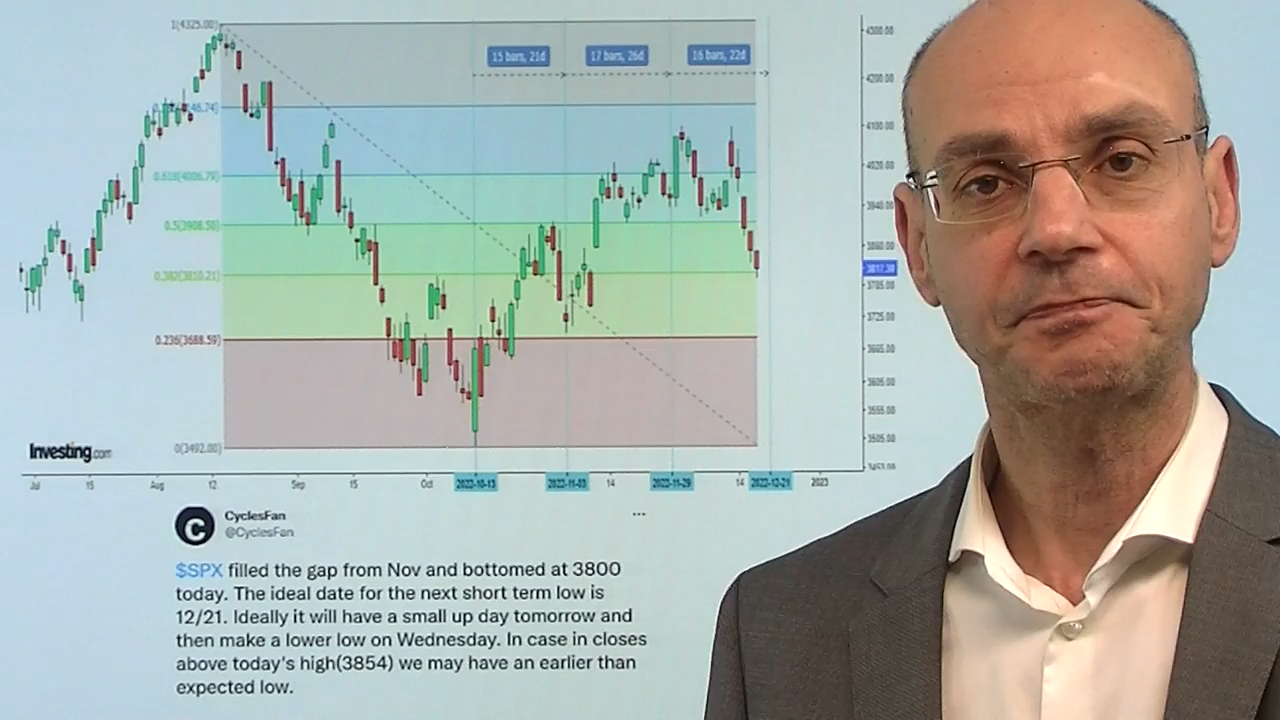 1(4325.00)
4300.00
15 bars, 21d
17 bars, 26d
16 bars, 22d
4200.00
4100.00
0.618(4006.79)
4020.00
3940.00
0.5(3908.50)
3860.00
0.382(3810.21)
3817.30
3785.00
3725.00
0.236(3688.59)
3665.00
3605.00
3555.00
0(3492.00)
3505.00
Investing.com
Jul 15 Aug 12 Sep 15 Oct 2022-10-13 2022-11-03 14 2022-11-29 14 2022-12-21 2023
C
CyclesFan
@CyclesFan
...
$SPX filled the gap from Nov and bottomed at 3800
today. The ideal date for the next short term low is
12/21. Ideally it will have a small up day tomorrow and
then make a lower low on Wednesday. In case in closes
above today's high(3854) we may have an earlier than
expected low.